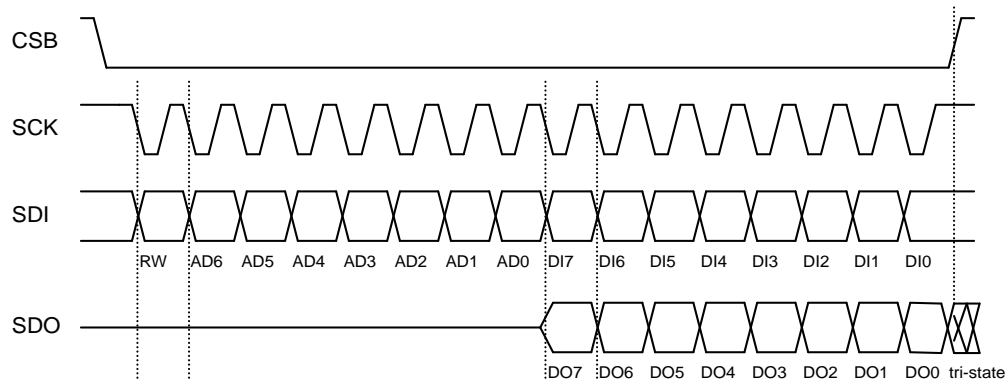 CSB
SCK
SDI
RW AD6 AD5 AD4 AD3 AD2 AD1 AD0 DI7 DI6 DI5 DI4 DI3 DI2 DI1 DI0
SDO
DO7 DO6 DO5 DO4 DO3 DO2 DO1 DO0 tri-state